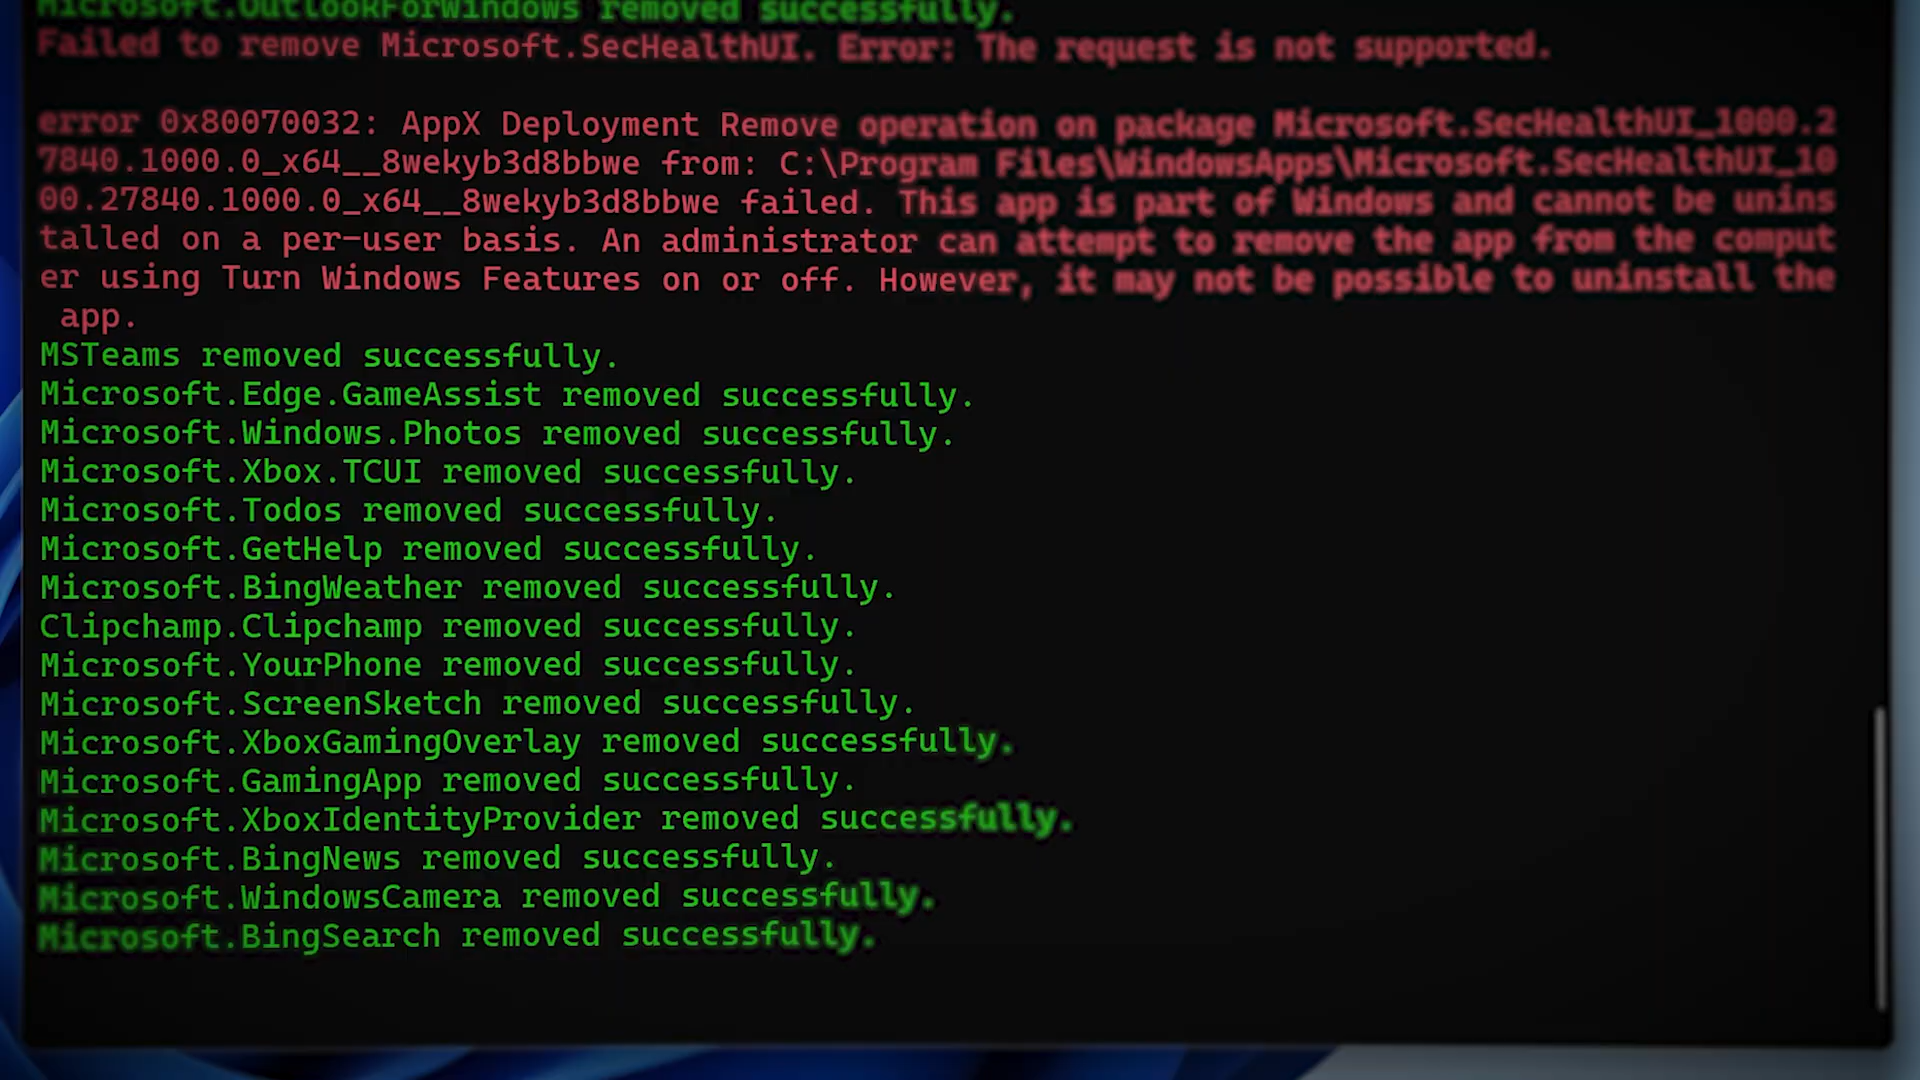 Microsoft.OutlookForWindows removed successfully.
Failed to remove Microsoft.SecHealthUI. Error: The request is not supported.
error 0x80070032: AppX Deployment Remove operation on package Microsoft.SecHealthUI_1000.2
7840.1000.0_x64__8wekyb3d8bbwe from: C:\Program Files\WindowsApps\Microsoft.SecHealthUI_10
00.27840.1000.0_x64__8wekyb3d8bbwe failed. This app is part of Windows and cannot be unins
talled on a per-user basis. An administrator can attempt to remove the app from the comput
er using Turn Windows Features on or off. However, it may not be possible to uninstall the
app.
MSTeams removed successfully.
Microsoft.Edge.GameAssist removed successfully.
Microsoft.Windows.Photos removed successfully.
Microsoft.Xbox.TCUI removed successfully.
Microsoft.Todos removed successfully.
Microsoft.GetHelp removed successfully.
Microsoft.BingWeather removed successfully.
Clipchamp.Clipchamp removed successfully.
Microsoft.YourPhone removed successfully.
Microsoft.ScreenSketch removed successfully.
Microsoft.XboxGamingOverlay removed successfully.
Microsoft.GamingApp removed successfully.
Microsoft.XboxIdentityProvider removed successfully.
Microsoft.BingNews removed successfully.
Microsoft.WindowsCamera removed successfully.
Microsoft.BingSearch removed successfully.